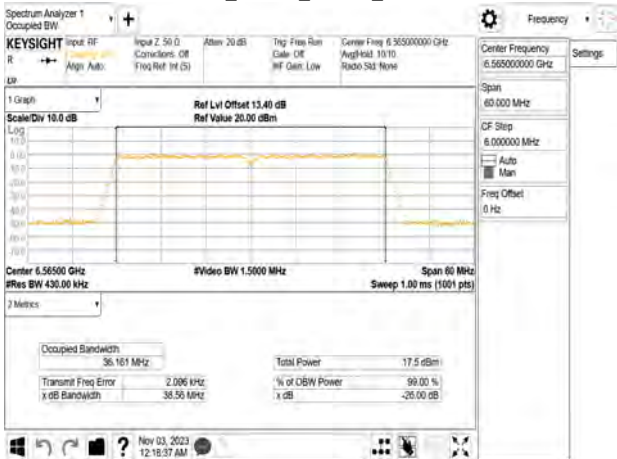 Spectrum Analyzer 1
Occupied BW
+
Frequency
KEYSIGHT Input: RF
R
Align: Auto
Input Z: 50 Ω
Corrections: Off
Freq Ref: Int (S)
Atten: 20 dB
Trig: Free Run
Gate: Off
#IF Gain: Low
Center Freq: 6.565000000 GHz
Avg|Hold: 10/10
Radio Std: None
Center Frequency
6.565000000 GHz
Settings
Span
60.000 MHz
CF Step
6.000000 MHz
Auto
Man
Freq Offset
0 Hz
1 Graph
Scale/Div 10.0 dB
Ref Lvl Offset 13.40 dB
Ref Value 20.00 dBm
Log
Center 6.56500 GHz
#Res BW 430.00 kHz
#Video BW 1.5000 MHz
Span 60 MHz
Sweep 1.00 ms (1001 pts)
2 Metrics
Occupied Bandwidth
36.161 MHz
Total Power 17.5 dBm
Transmit Freq Error 2.096 kHz
% of OBW Power 99.00 %
x dB Bandwidth 38.56 MHz
x dB -26.00 dB
?
Nov 03, 2023
12:18:37 AM